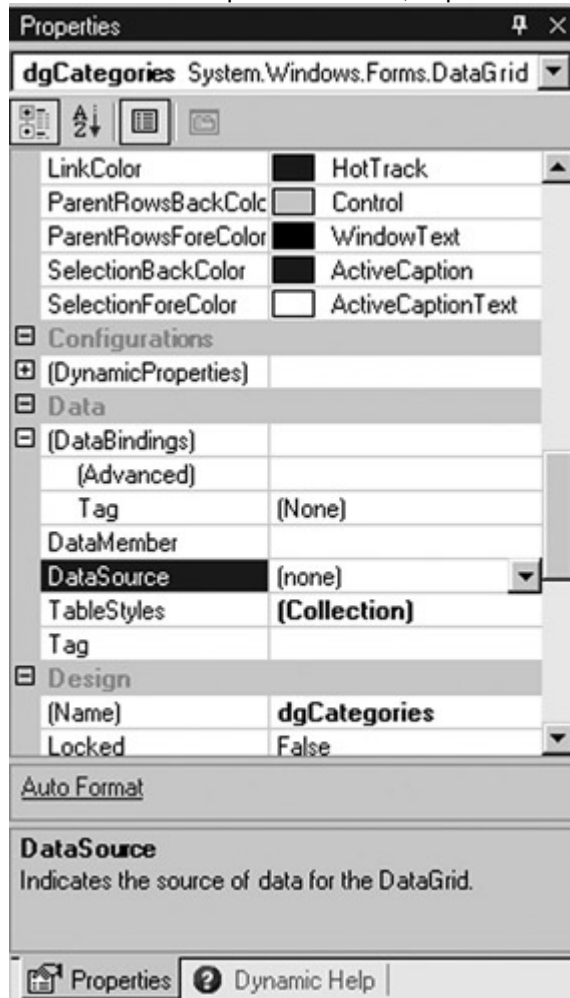 Properties
dgCategories System.Windows.Forms.DataGrid
LinkColor HotTrack
ParentRowsBackColo Control
ParentRowsForeColor WindowText
SelectionBackColor ActiveCaption
SelectionForeColor ActiveCaptionText
Configurations
(DynamicProperties)
Data
(DataBindings)
(Advanced)
Tag (None)
DataMember
DataSource (none)
TableStyles (Collection)
Tag
Design
(Name) dgCategories
Locked False
Auto Format
DataSource
Indicates the source of data for the DataGrid.
Properties Dynamic Help